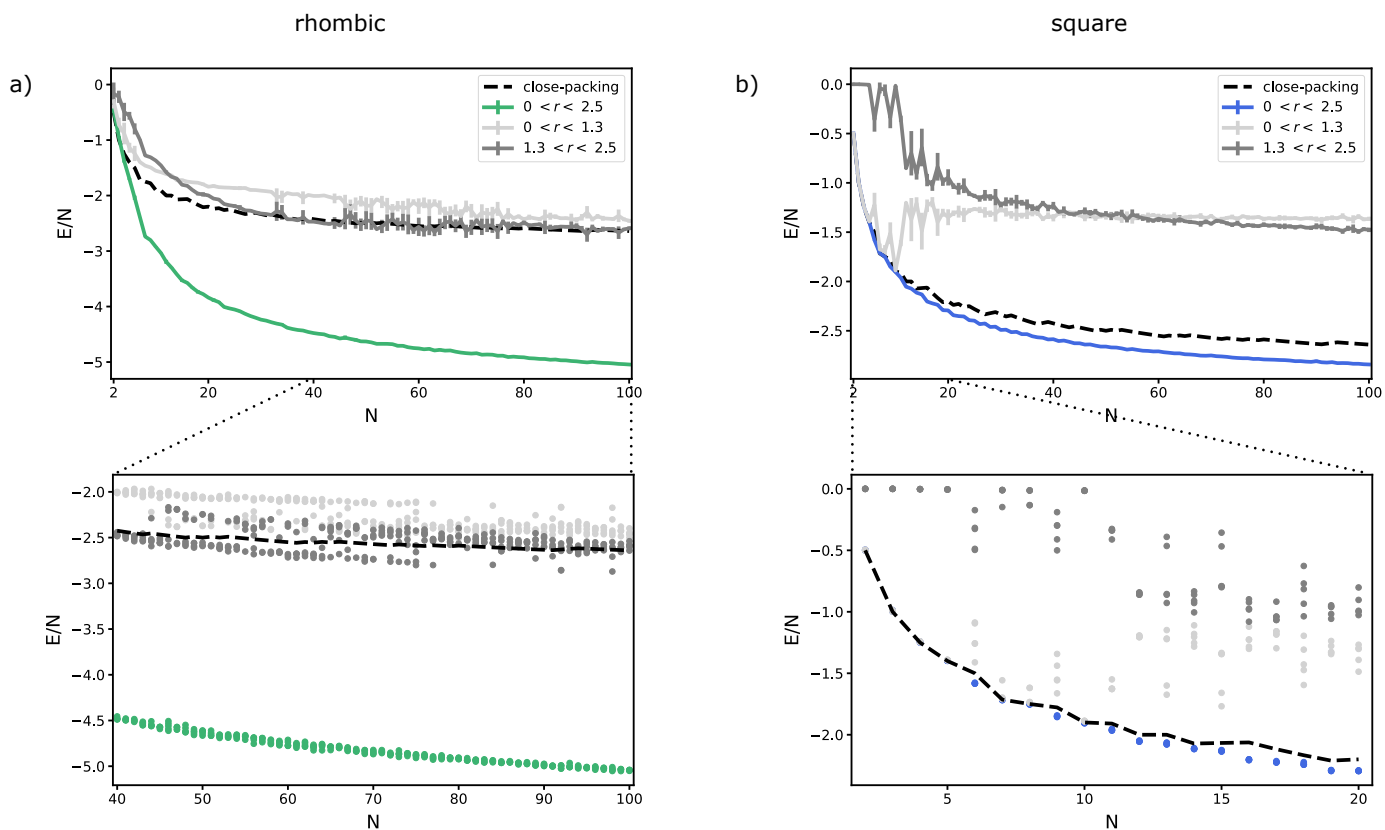 rhombic
square
a)
b)
0
−1
−2
−3
−4
−5
E/N
2
20
40
60
80
100
N
close-packing
0 < r < 2.5
0 < r < 1.3
1.3 < r < 2.5
0.0
−0.5
−1.0
−1.5
−2.0
−2.5
E/N
2
20
40
60
80
100
N
close-packing
0 < r < 2.5
0 < r < 1.3
1.3 < r < 2.5
−2.0
−2.5
−3.0
−3.5
−4.0
−4.5
−5.0
E/N
40
50
60
70
80
90
100
N
0.0
−0.5
−1.0
−1.5
−2.0
E/N
5
10
15
20
N